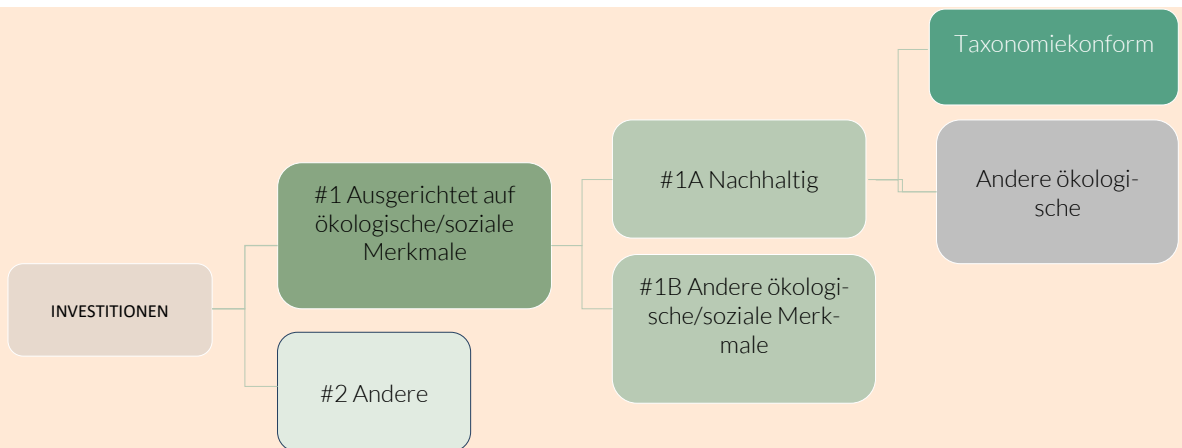 Taxonomiekonform
Andere ökologi-
sche
#1A Nachhaltig
#1 Ausgerichtet auf
ökologische/soziale
Merkmale
#1B Andere ökologi-
sche/soziale Merk-
male
INVESTITIONEN
#2 Andere